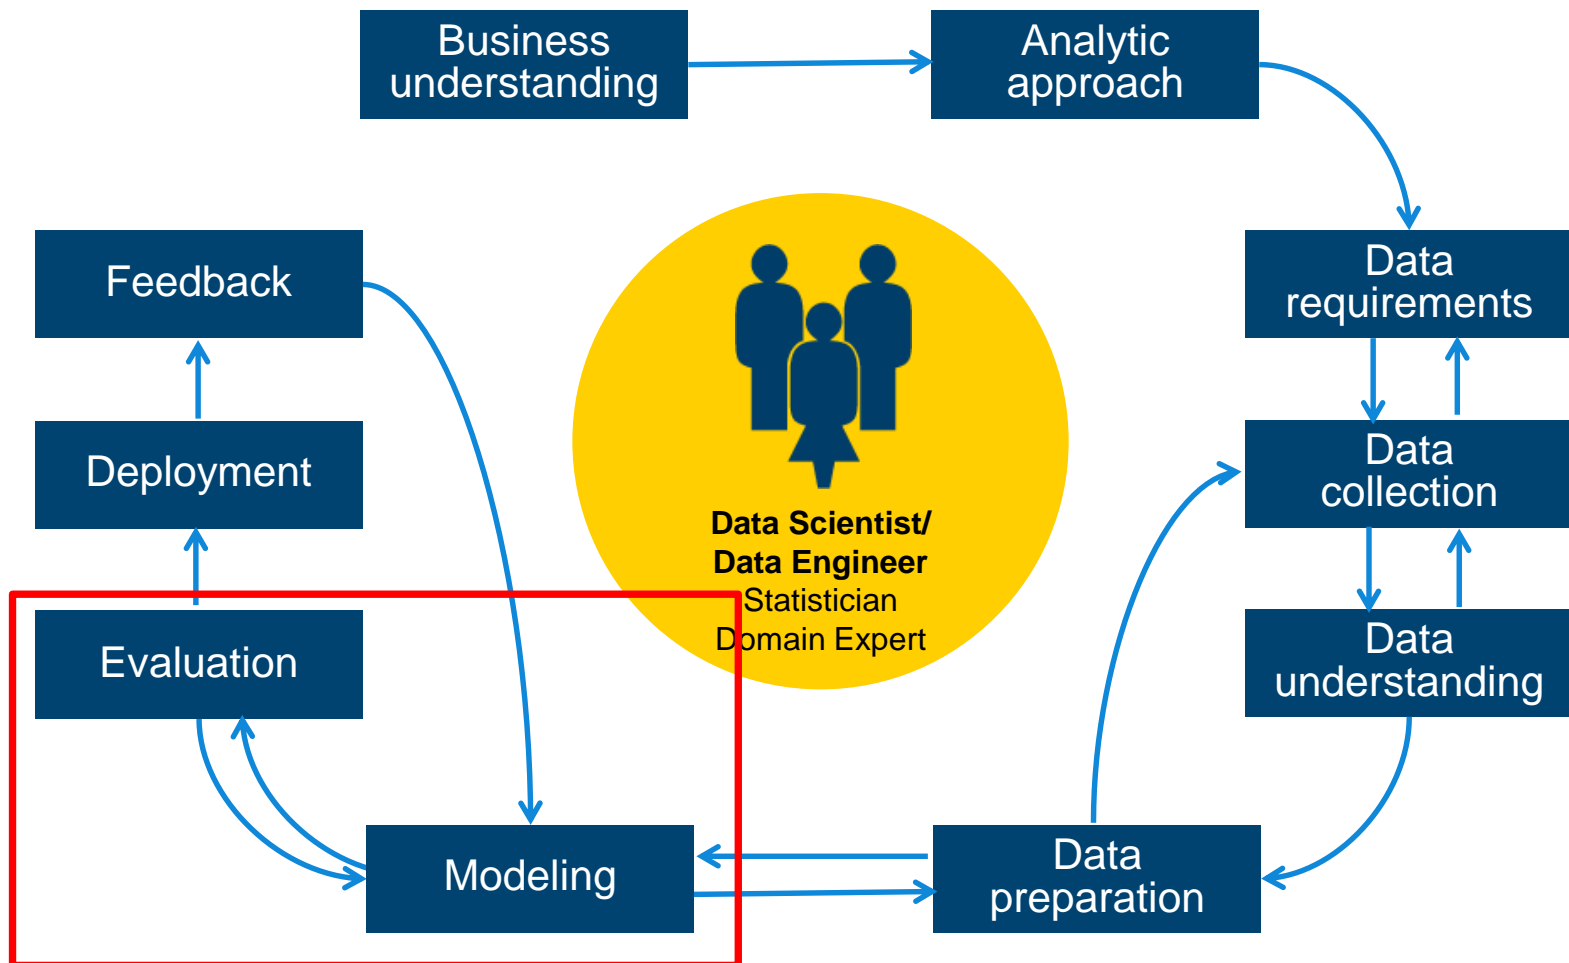 Business
understanding
Analytic
approach
Feedback
Data
requirements
Deployment
Data
collection
Data Scientist/
Data Engineer
Statistician
Domain Expert
Evaluation
Data
understanding
Modeling
Data
preparation